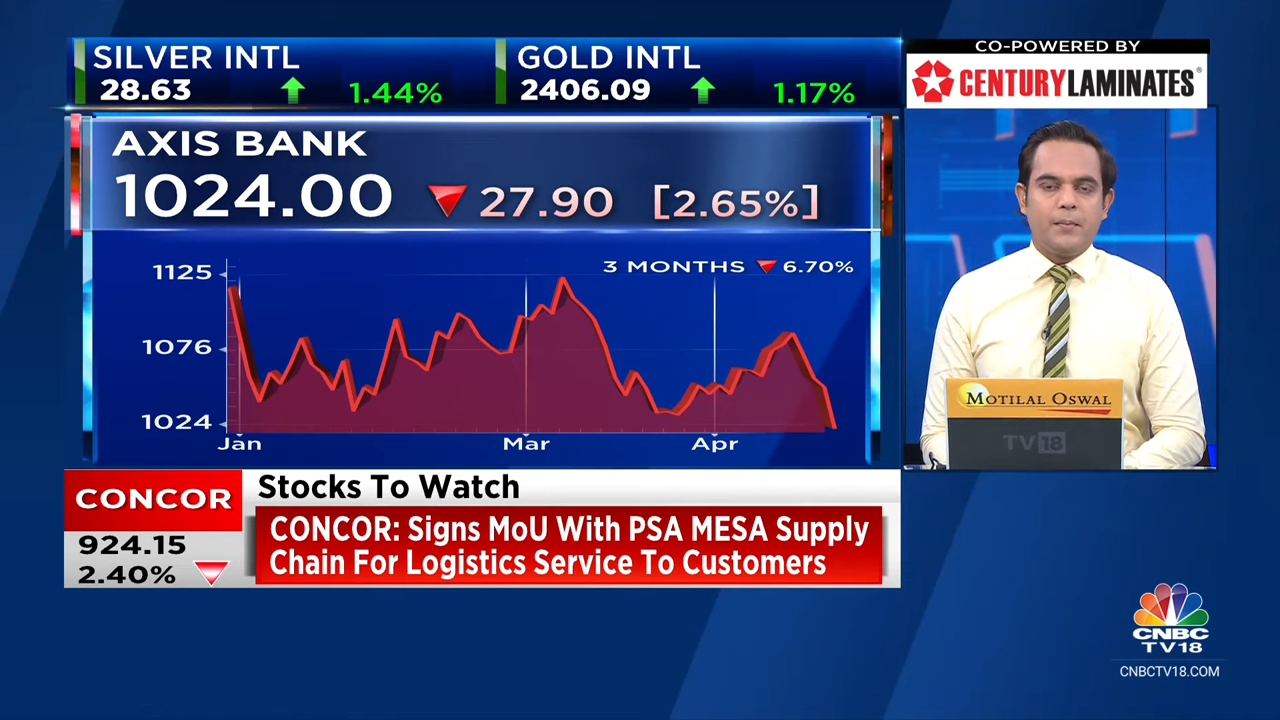 SILVER INTL
28.63 1.44%
GOLD INTL
2406.09 1.17%
CO-POWERED BY
CENTURYLAMINATES®
AXIS BANK
1024.00 27.90 [2.65%]
3 MONTHS 6.70%
1125
1076
1024
Jan Mar Apr
MOTILAL OSWAL
TV18
CONCOR
924.15
2.40%
Stocks To Watch
CONCOR: Signs MoU With PSA MESA Supply
Chain For Logistics Service To Customers
CNBC
TV18
CNBCTV18.COM